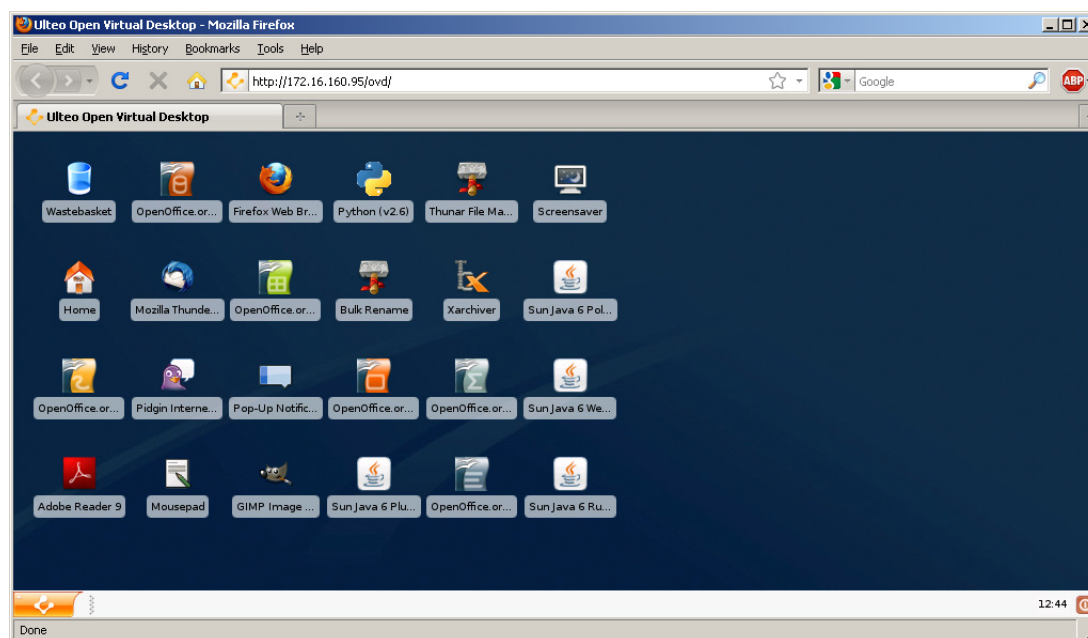 Ulteo Open Virtual Desktop - Mozilla Firefox
File Edit View History Bookmarks Tools Help
http://172.16.160.95/ovd/ Google ABP
Ulteo Open Virtual Desktop
Wastebasket OpenOffice.or... Firefox Web Br... Python (v2.6) Thunar File Ma... Screensaver
Home Mozilla Thunde... OpenOffice.or... Bulk Rename Xarchiver Sun Java 6 Pol...
OpenOffice.or... Pidgin Interne... Pop-Up Notific... OpenOffice.or... OpenOffice.or... Sun Java 6 We...
Adobe Reader 9 Mousepad GIMP Image ... Sun Java 6 Plu... OpenOffice.or... Sun Java 6 Ru...
12:44
Done